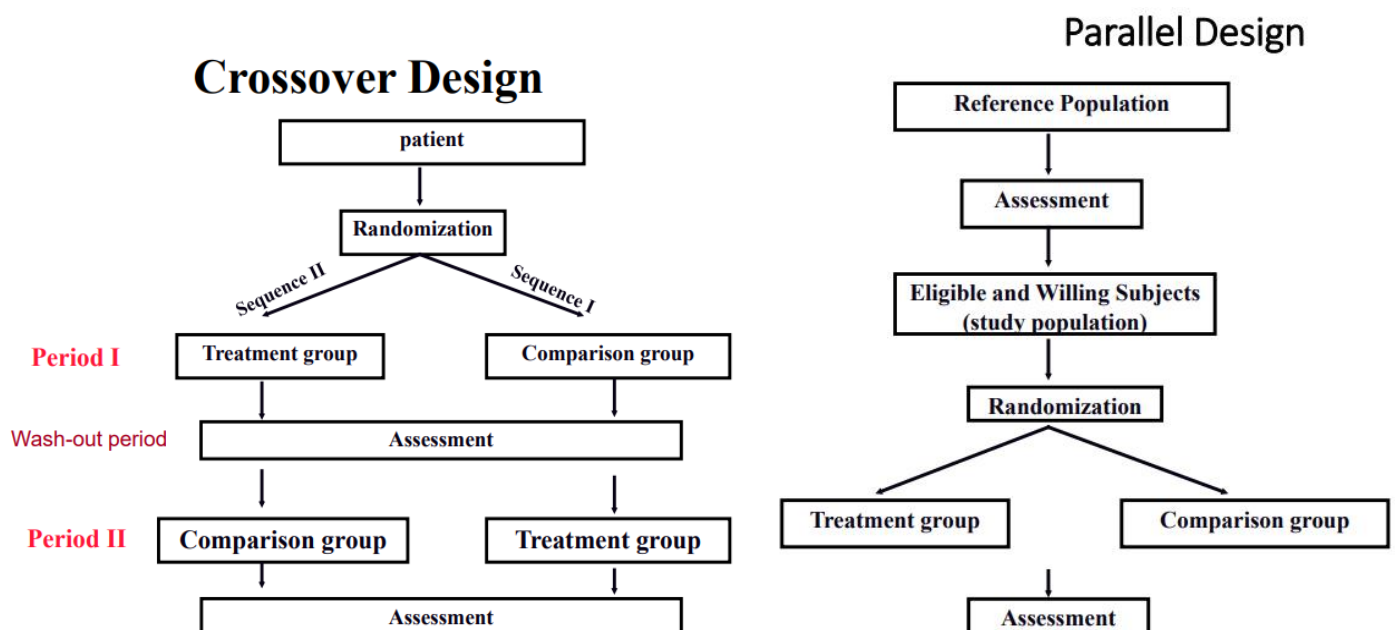 Crossover Design
patient
Randomization
Sequence II
Sequence I
Period I
Treatment group
Comparison group
Wash-out period
Assessment
Period II
Comparison group
Treatment group
Assessment
Parallel Design
Reference Population
Assessment
Eligible and Willing Subjects
(study population)
Randomization
Treatment group
Comparison group
Assessment